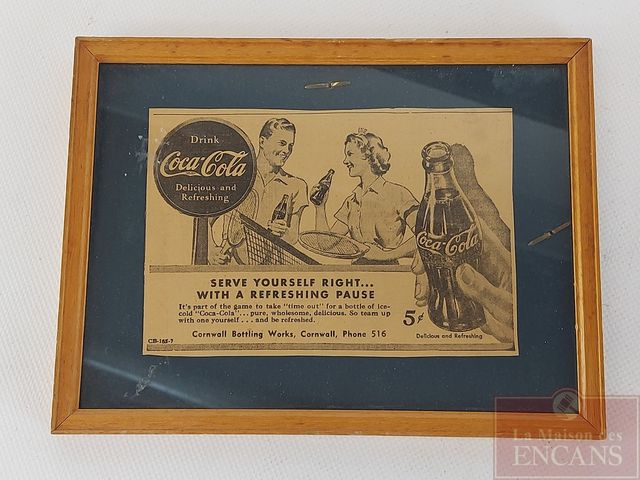 Drink
Coca-Cola
Delicious and
Refreshing
Coca-Cola
SERVE YOURSELF RIGHT...
WITH A REFRESHING PAUSE
It's part of the game to take "time out" for a bottle of ice-
cold "Coca-Cola"... pure, wholesome, delicious. So team up
with one yourself... and be refreshed.
5¢
Cornwall Bottling Works, Cornwall, Phone 516
Delicious and Refreshing
CB-165-7
La Maison des
ENCANS